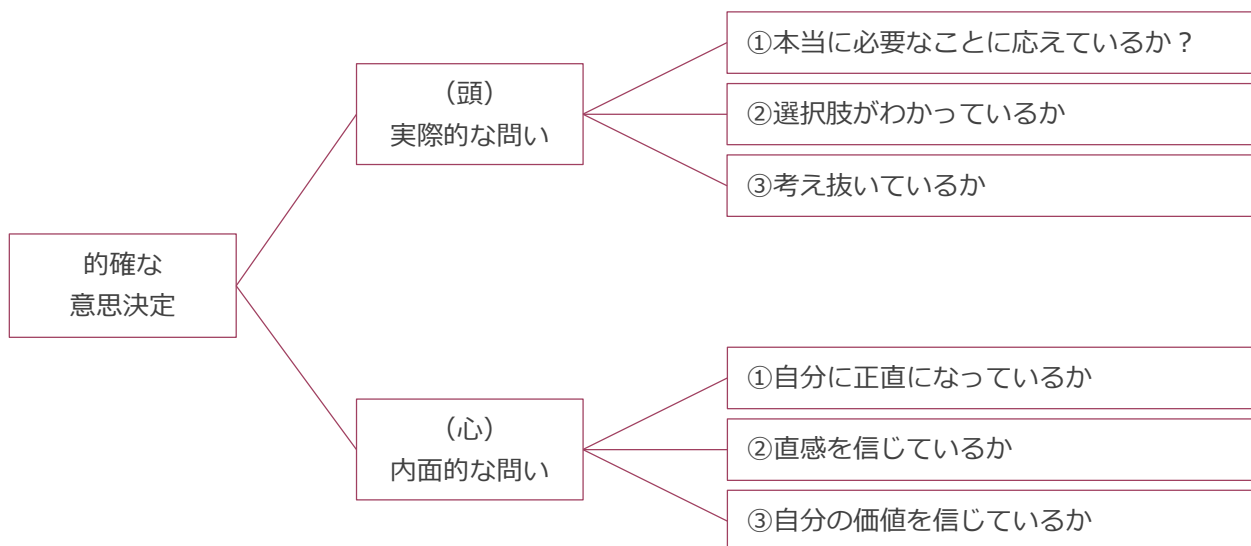 ①本当に必要なことに応えているか？
（頭）
実際的な問い
②選択肢がわかっているか
③考え抜いているか
的確な
意思決定
①自分に正直になっているか
（心）
内面的な問い
②直感を信じているか
③自分の価値を信じているか